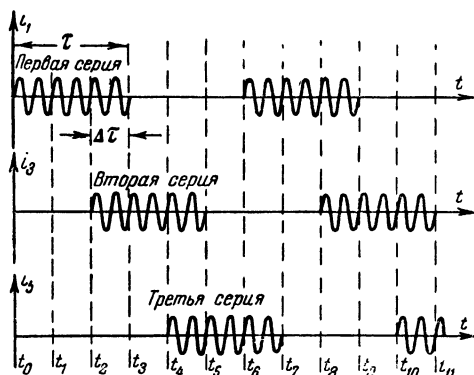 i₁
τ
Первая серия
t
Δτ
i₃
Вторая серия
t
i₅
Третья серия
t
t₀ t₁ t₂ t₃ t₄ t₅ t₆ t₇ t₈ t₉ t₁₀ t₁₁